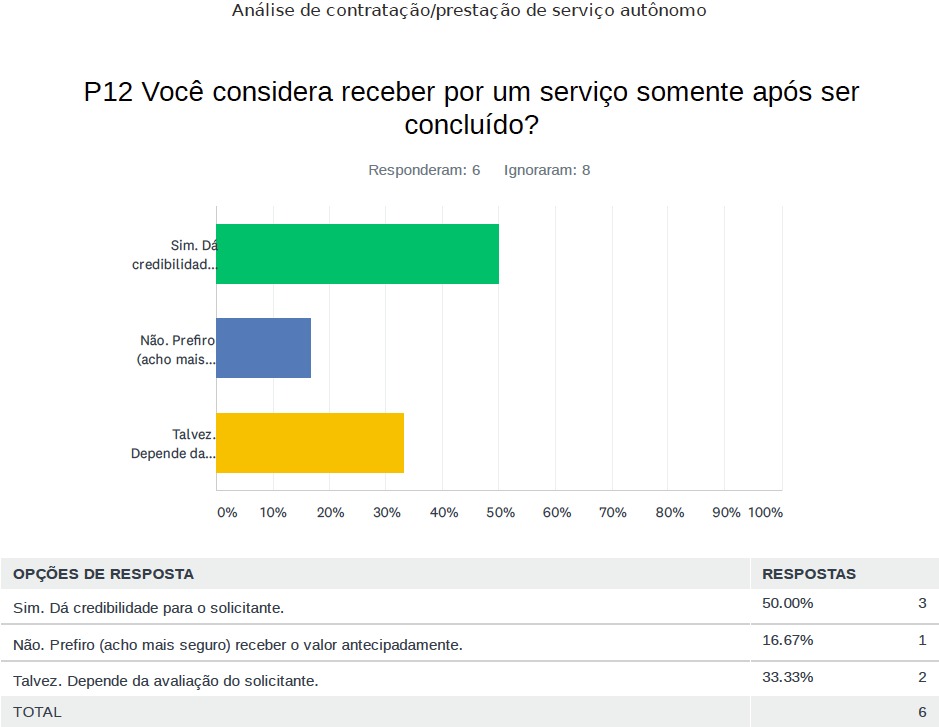 Análise de contratação/prestação de serviço autônomo
P12 Você considera receber por um serviço somente após ser
concluído?
Responderam: 6 Ignoraram: 8
Sim. Dá
credibilidad...
Não. Prefiro
(acho mais...
Talvez.
Depende da...
0% 10% 20% 30% 40% 50% 60% 70% 80% 90% 100%
OPÇÕES DE RESPOSTA RESPOSTAS
Sim. Dá credibilidade para o solicitante. 50.00% 3
Não. Prefiro (acho mais seguro) receber o valor antecipadamente. 16.67% 1
Talvez. Depende da avaliação do solicitante. 33.33% 2
TOTAL 6